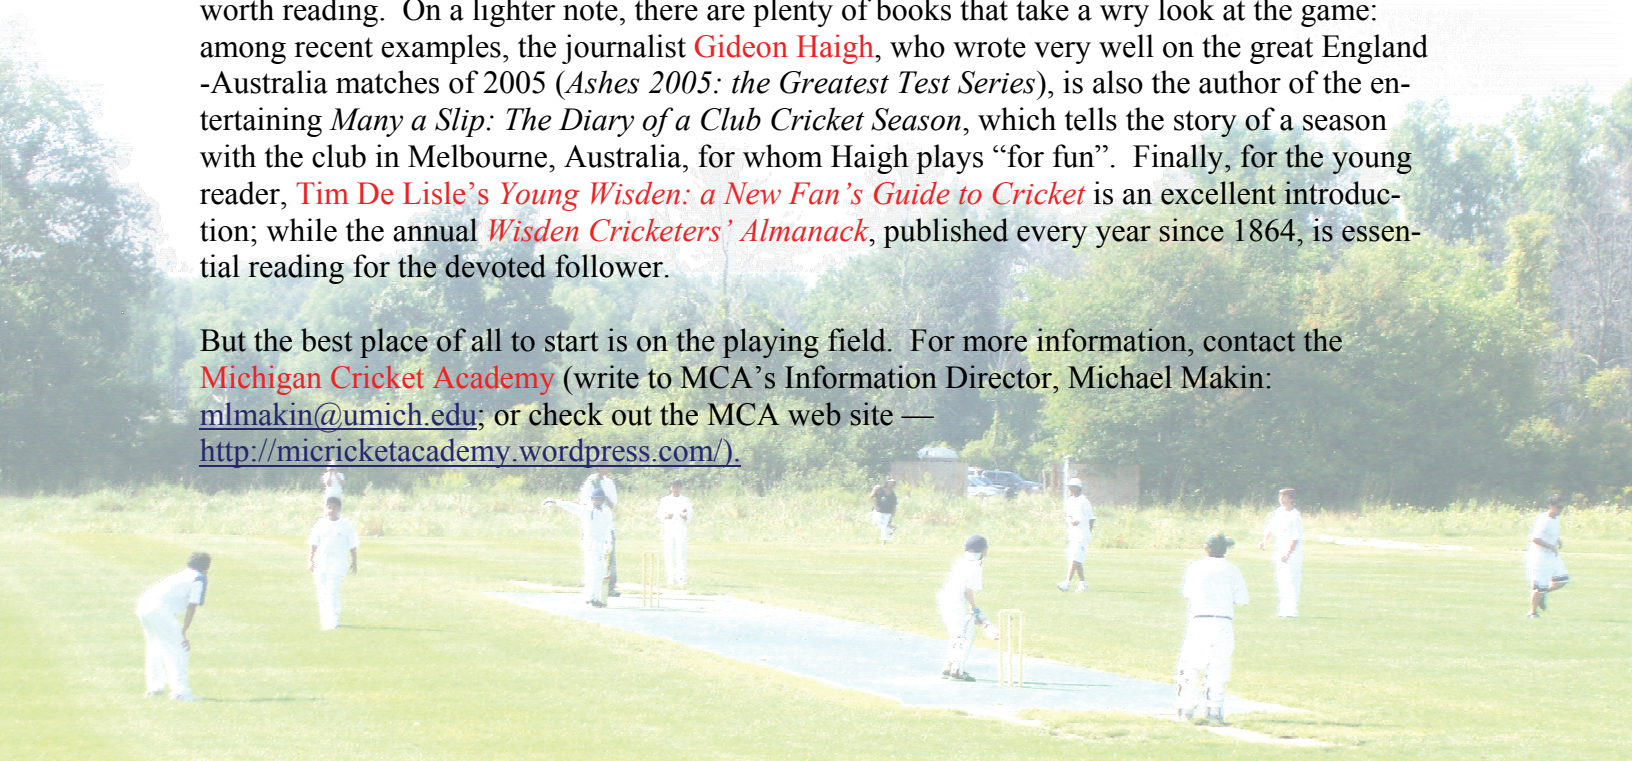 worth reading.  On a lighter note, there are plenty of books that take a wry look at the game:
among recent examples, the journalist Gideon Haigh, who wrote very well on the great England
-Australia matches of 2005 (Ashes 2005: the Greatest Test Series), is also the author of the en-
tertaining Many a Slip: The Diary of a Club Cricket Season, which tells the story of a season
with the club in Melbourne, Australia, for whom Haigh plays “for fun”.  Finally, for the young
reader, Tim De Lisle’s Young Wisden: a New Fan’s Guide to Cricket is an excellent introduc-
tion; while the annual Wisden Cricketers’ Almanack, published every year since 1864, is essen-
tial reading for the devoted follower.
But the best place of all to start is on the playing field.  For more information, contact the
Michigan Cricket Academy (write to MCA’s Information Director, Michael Makin:
mlmakin@umich.edu; or check out the MCA web site —
http://micricketacademy.wordpress.com/).